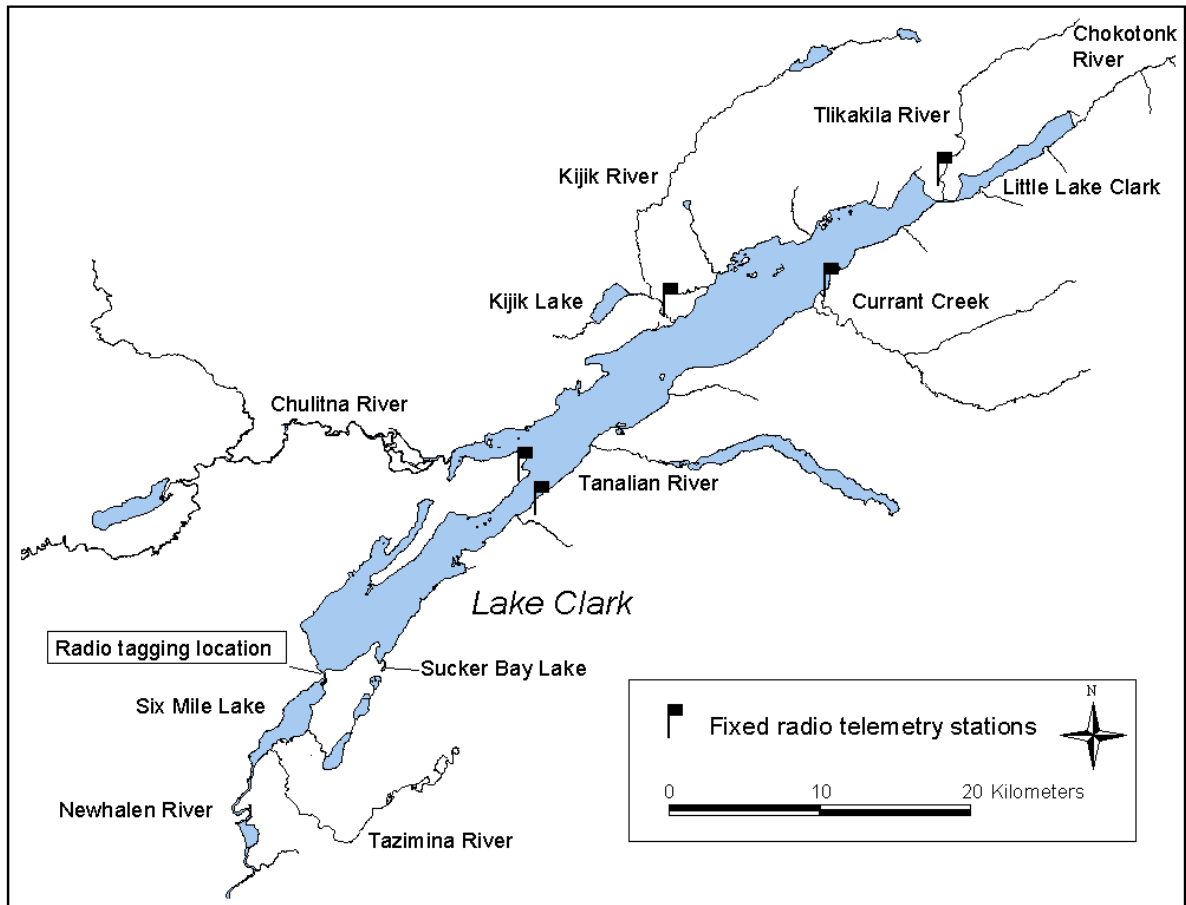 Chokotonk
River
Tlikakila River
Kijik River
Little Lake Clark
Kijik Lake
Currant Creek
Chulitna River
Tanalian River
Lake Clark
Radio tagging location
Sucker Bay Lake
Six Mile Lake
N
Fixed radio telemetry stations
0 10 20 Kilometers
Newhalen River
Tazimina River